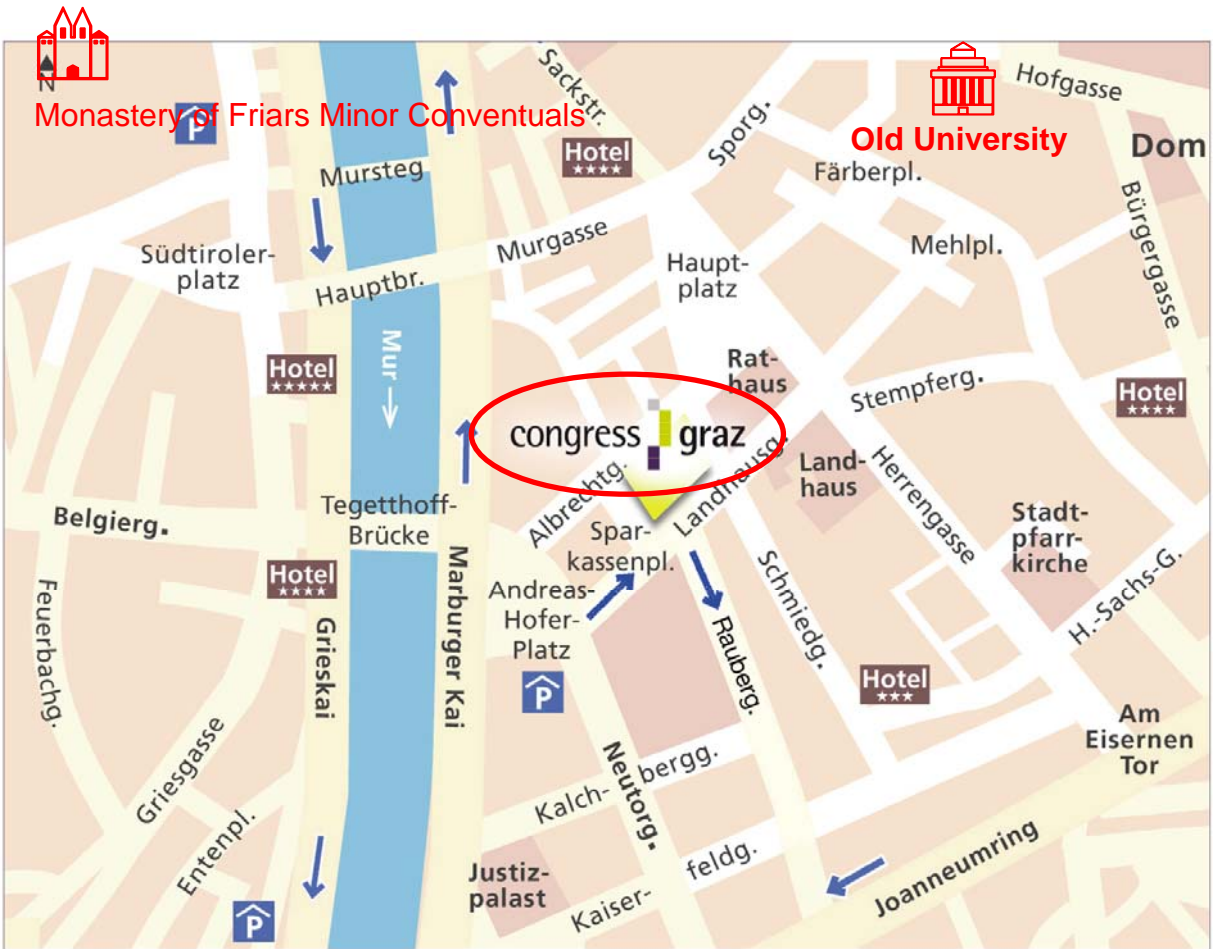 N
Monastery of Friars Minor Conventuals
P
Old University
Hofgasse
Sackstr.
Sporg.
Dom
Hotel
★★★★
Mursteg
Färberpl.
Bürgergasse
Südtiroler-
platz
Murgasse
Haupt-
platz
Mehlpl.
Hauptbr.
Mur →
Hotel
★★★★★
Rat-
haus
Stempferg.
Hotel
★★★★
congress graz
Albrechtg.
Landhausg.
Land-
haus
Herrengasse
Belgierg.
Tegetthoff-
Brücke
Spar-
kassenpl.
Stadt-
pfarr-
kirche
Hotel
★★★★
Feuerbachg.
Grieskai
Marburger Kai
Andreas-
Hofer-
Platz
P
Rauberg.
Schmiedg.
H.-Sachs-G.
Hotel
★★★
Am
Eisernen
Tor
Griesgasse
Neutorg.
Kalch-
bergg.
Entenpl.
P
Justiz-
palast
Kaiser-
feldg.
Joanneumring